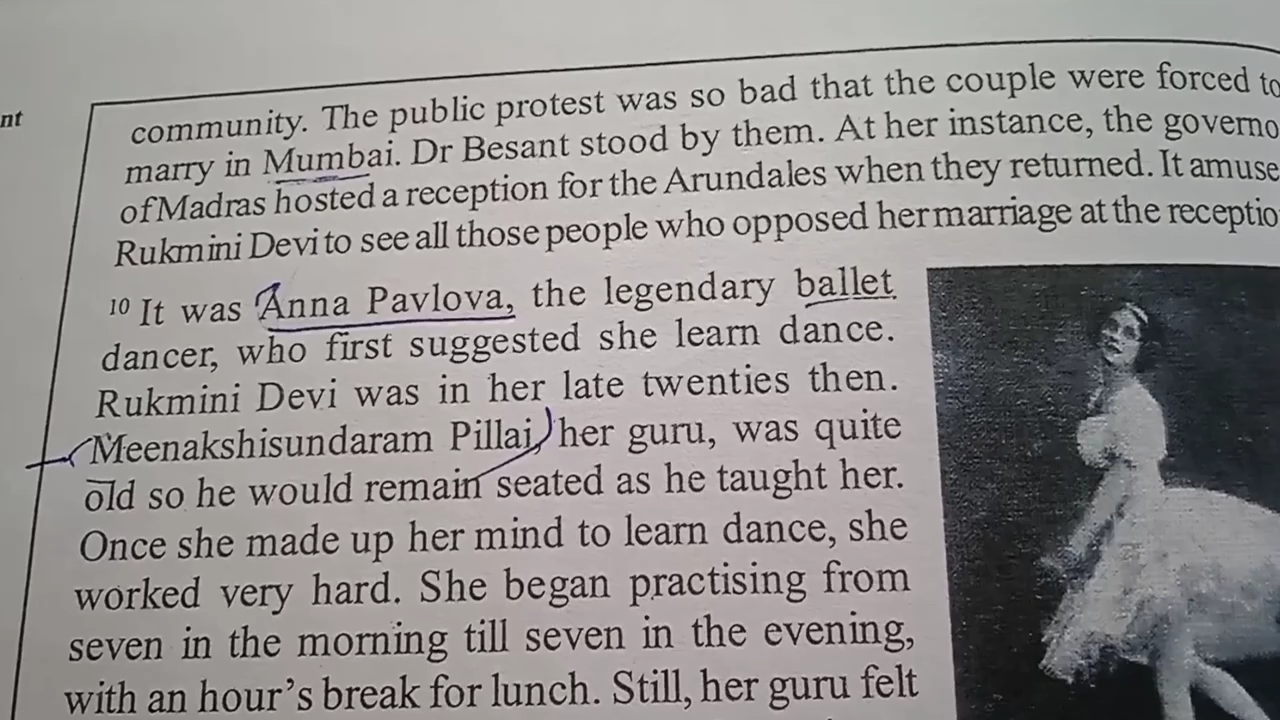 nt
community. The public protest was so bad that the couple were forced to
marry in Mumbai. Dr Besant stood by them. At her instance, the governo
of Madras hosted a reception for the Arundales when they returned. It amuse
Rukmini Devi to see all those people who opposed her marriage at the receptio
10 It was Anna Pavlova, the legendary ballet
dancer, who first suggested she learn dance.
Rukmini Devi was in her late twenties then.
Meenakshisundaram Pillai, her guru, was quite
old so he would remain seated as he taught her.
Once she made up her mind to learn dance, she
worked very hard. She began practising from
seven in the morning till seven in the evening,
with an hour's break for lunch. Still, her guru felt